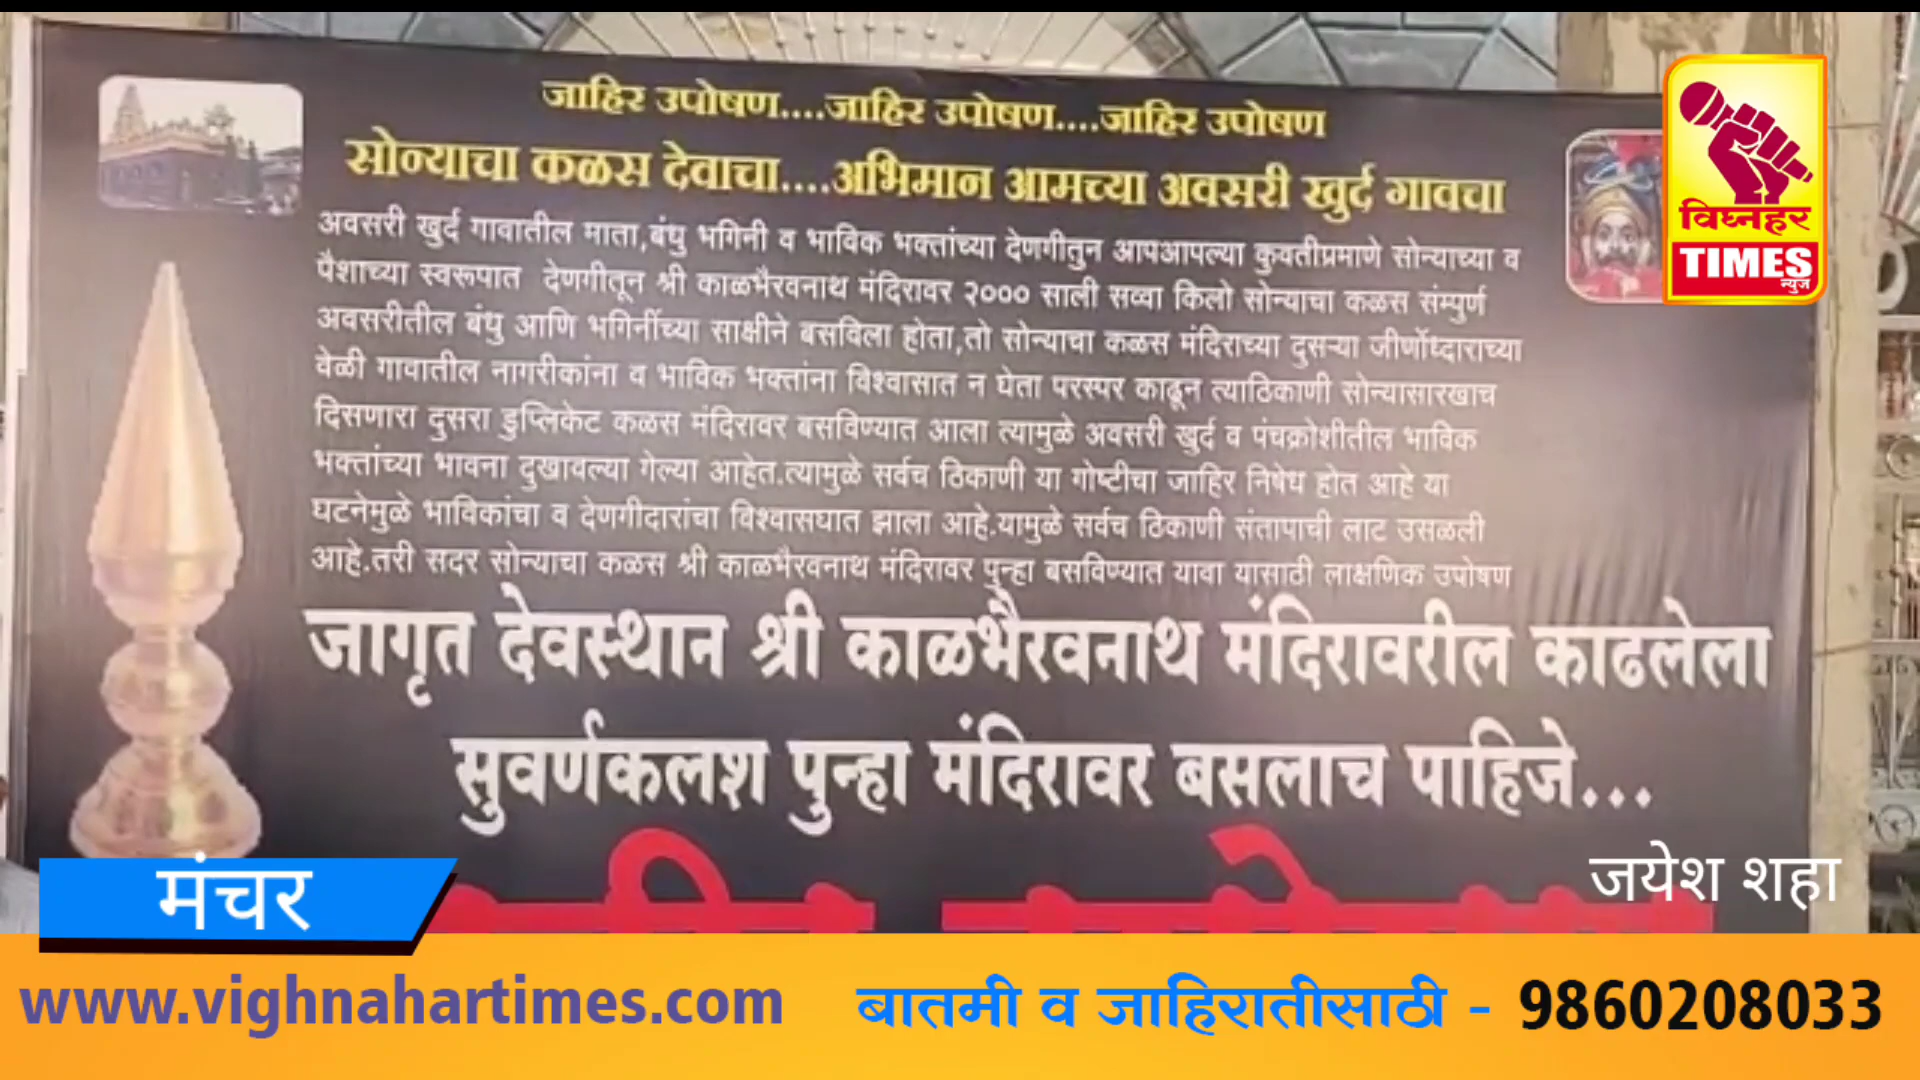 जाहिर उपोषण....जाहिर उपोषण....जाहिर उपोषण
सोन्याचा कळस देवाचा....अभिमान आमच्या अवसरी खुर्द गावचा
अवसरी खुर्द गावातील माता,बंधु भगिनी व भाविक भक्तांच्या देणगीतुन आपआपल्या कुवतीप्रमाणे सोन्याच्या व
पैशाच्या स्वरूपात देणगीतून श्री काळभैरवनाथ मंदिरावर २००० साली सव्वा किलो सोन्याचा कळस संम्पुर्ण
अवसरीतील बंधु आणि भगिनींच्या साक्षीने बसविला होता,तो सोन्याचा कळस मंदिराच्या दुसऱ्या जीर्णोध्दाराच्या
वेळी गावातील नागरीकांना व भाविक भक्तांना विश्वासात न घेता परस्पर काढून त्याठिकाणी सोन्यासारखाच
दिसणारा दुसरा डुप्लिकेट कळस मंदिरावर बसविण्यात आला त्यामुळे अवसरी खुर्द व पंचक्रोशीतील भाविक
भक्तांच्या भावना दुखावल्या गेल्या आहेत.त्यामुळे सर्वच ठिकाणी या गोष्टीचा जाहिर निषेध होत आहे या
घटनेमुळे भाविकांचा व देणगीदारांचा विश्वासघात झाला आहे.यामुळे सर्वच ठिकाणी संतापाची लाट उसळली
आहे.तरी सदर सोन्याचा कळस श्री काळभैरवनाथ मंदिरावर पुन्हा बसविण्यात यावा यासाठी लाक्षणिक उपोषण
जागृत देवस्थान श्री काळभैरवनाथ मंदिरावरील काढलेला
सुवर्णकलश पुन्हा मंदिरावर बसलाच पाहिजे...
विघ्नहर
TIMES
न्युज
मंचर
जयेश शहा
www.vighnahartimes.com
बातमी व जाहिरातीसाठी - 9860208033